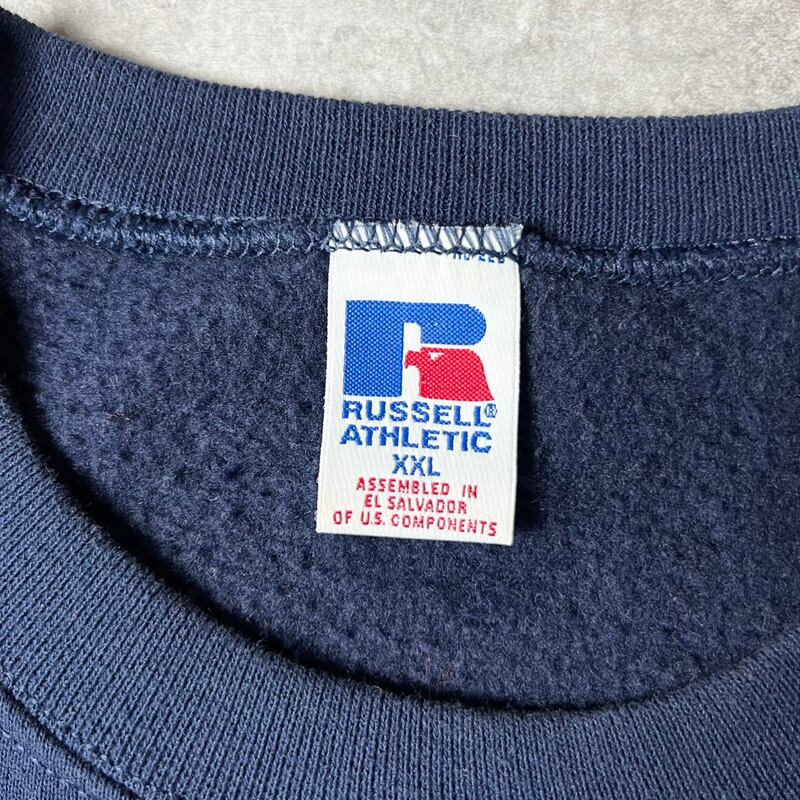 RUSSELL®
ATHLETIC
XXL
ASSEMBLED IN
EL SALVADOR
OF U.S. COMPONENTS